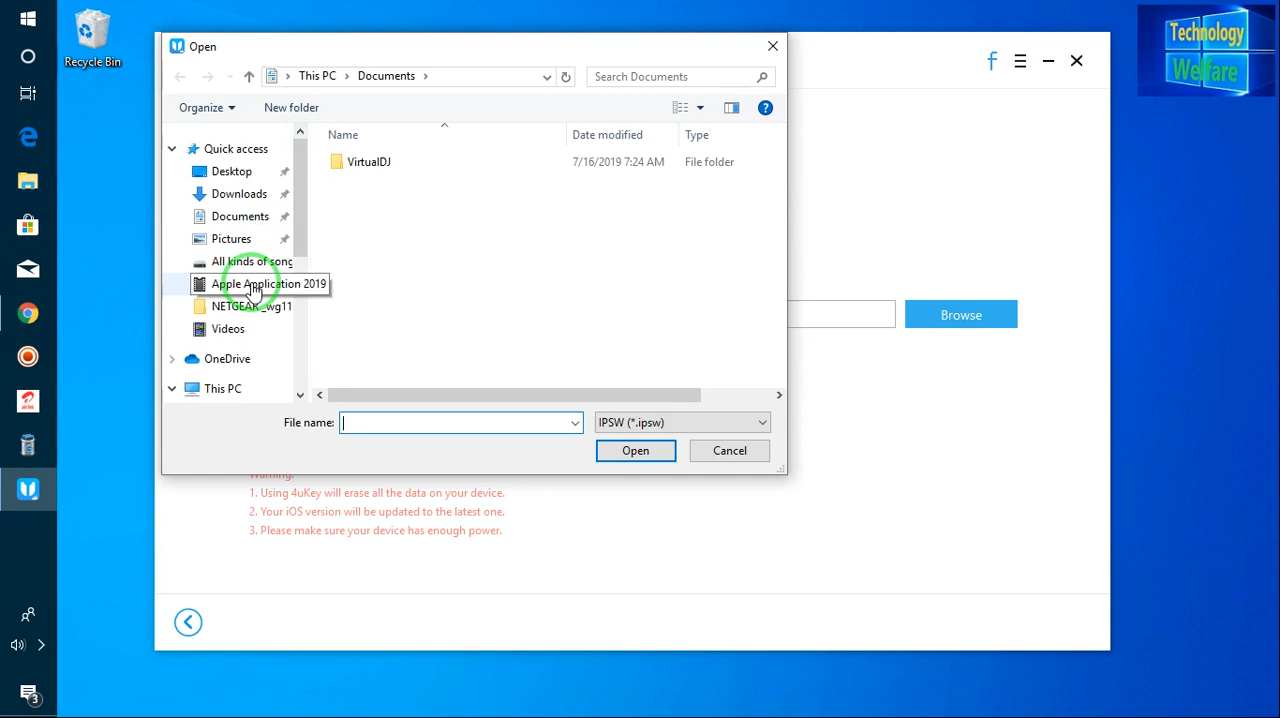 Recycle Bin
Technology
Welfare
Open
This PC
Documents
Search Documents
f
Organize
New folder
?
Name
Date modified
Type
Quick access
VirtualDJ
7/16/2019 7:24 AM
File folder
Desktop
Downloads
Documents
Pictures
All kinds of song
Apple Application 2019
NETGEAR_wg11
Videos
OneDrive
This PC
Browse
File name:
IPSW (*.ipsw)
Open
Cancel
Warning:
1. Using 4uKey will erase all the data on your device.
2. Your iOS version will be updated to the latest one.
3. Please make sure your device has enough power.
airtel
3